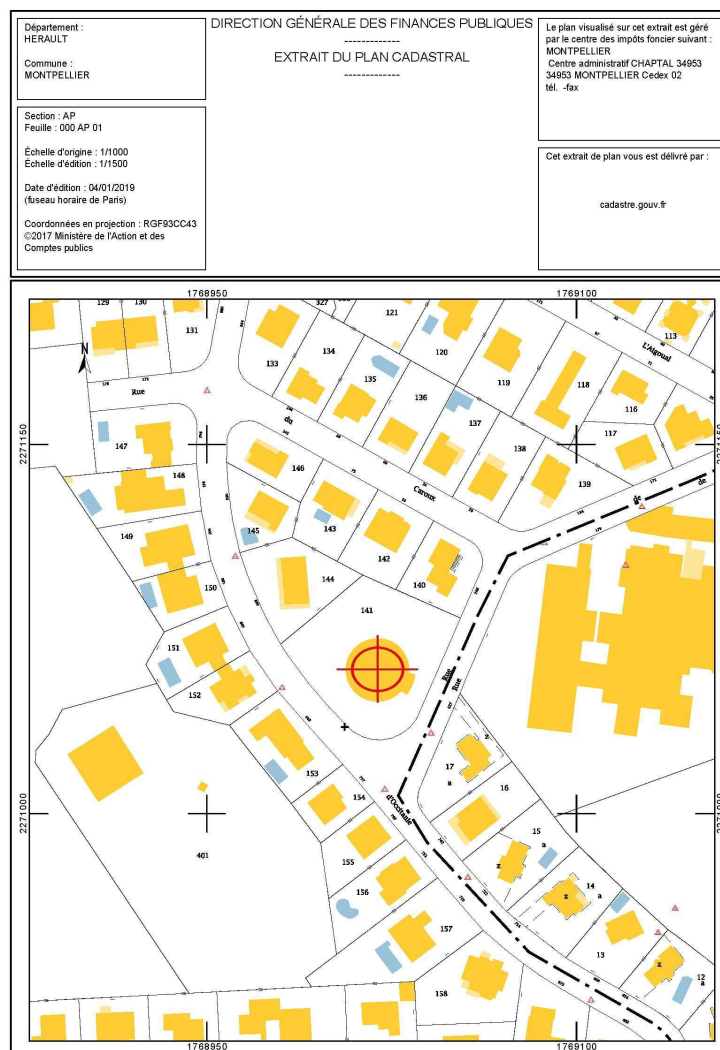 Département :
HERAULT
Commune :
MONTPELLIER
Section : AP
Feuille : 000 AP 01
Échelle d'origine : 1/1000
Échelle d'édition : 1/1500
Date d'édition : 04/01/2019
(fuseau horaire de Paris)
Coordonnées en projection : RGF93CC43
©2017 Ministère de l'Action et des
Comptes publics
DIRECTION GÉNÉRALE DES FINANCES PUBLIQUES
-------------
EXTRAIT DU PLAN CADASTRAL
-------------
Le plan visualisé sur cet extrait est géré
par le centre des impôts foncier suivant :
MONTPELLIER
Centre administratif CHAPTAL 34953
34953 MONTPELLIER Cedex 02
tél. -fax
Cet extrait de plan vous est délivré par :
cadastre.gouv.fr
1768950
1769100
129
130
131
327
121
113
133
134
135
120
119
L'Aigoual
N
136
118
116
Rue
137
117
du
2271150
2271150
147
138
146
148
139
Caroux
de
de
145
143
149
142
144
140
150
141
151
Rue
Rue
152
z
17
a
153
16
154
d'Occitanie
2271000
2271000
15
a
401
155
z
14
156
z
a
157
13
z
12
a
158
1768950
1769100